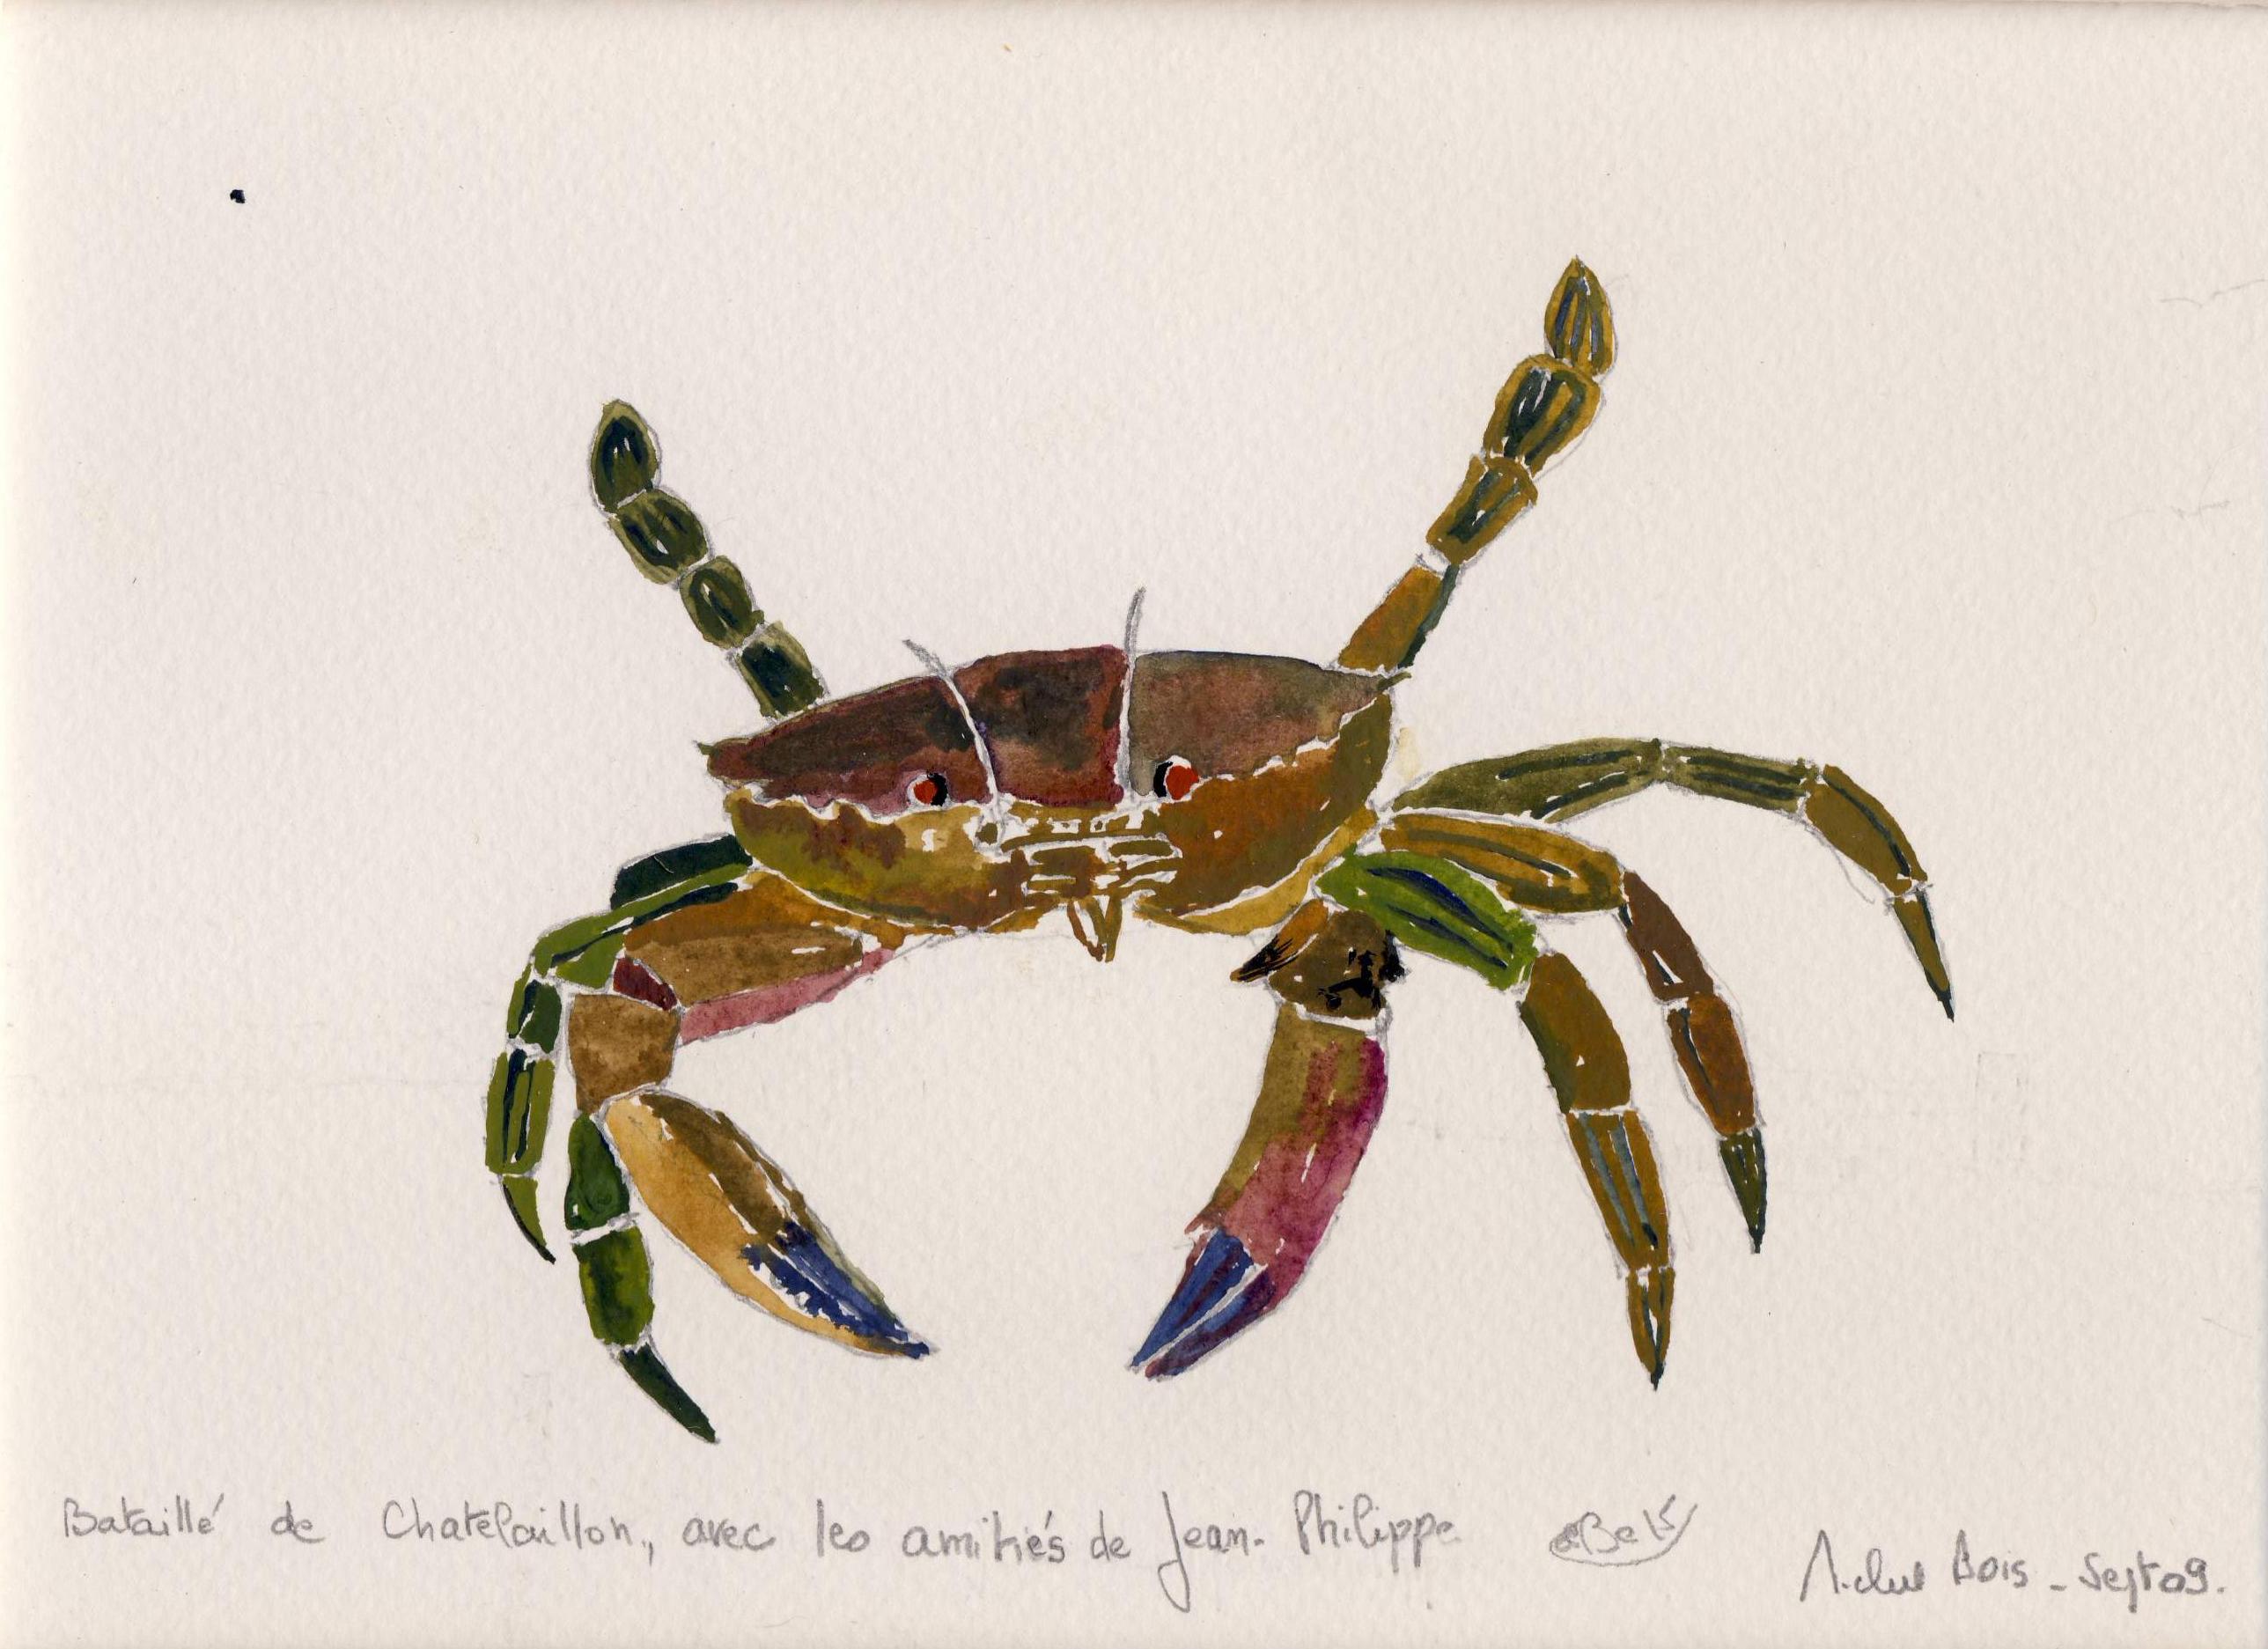 Bataillé de Chatelaillon, avec les amitiés de Jean-Philippe
Bois - Sept 09.